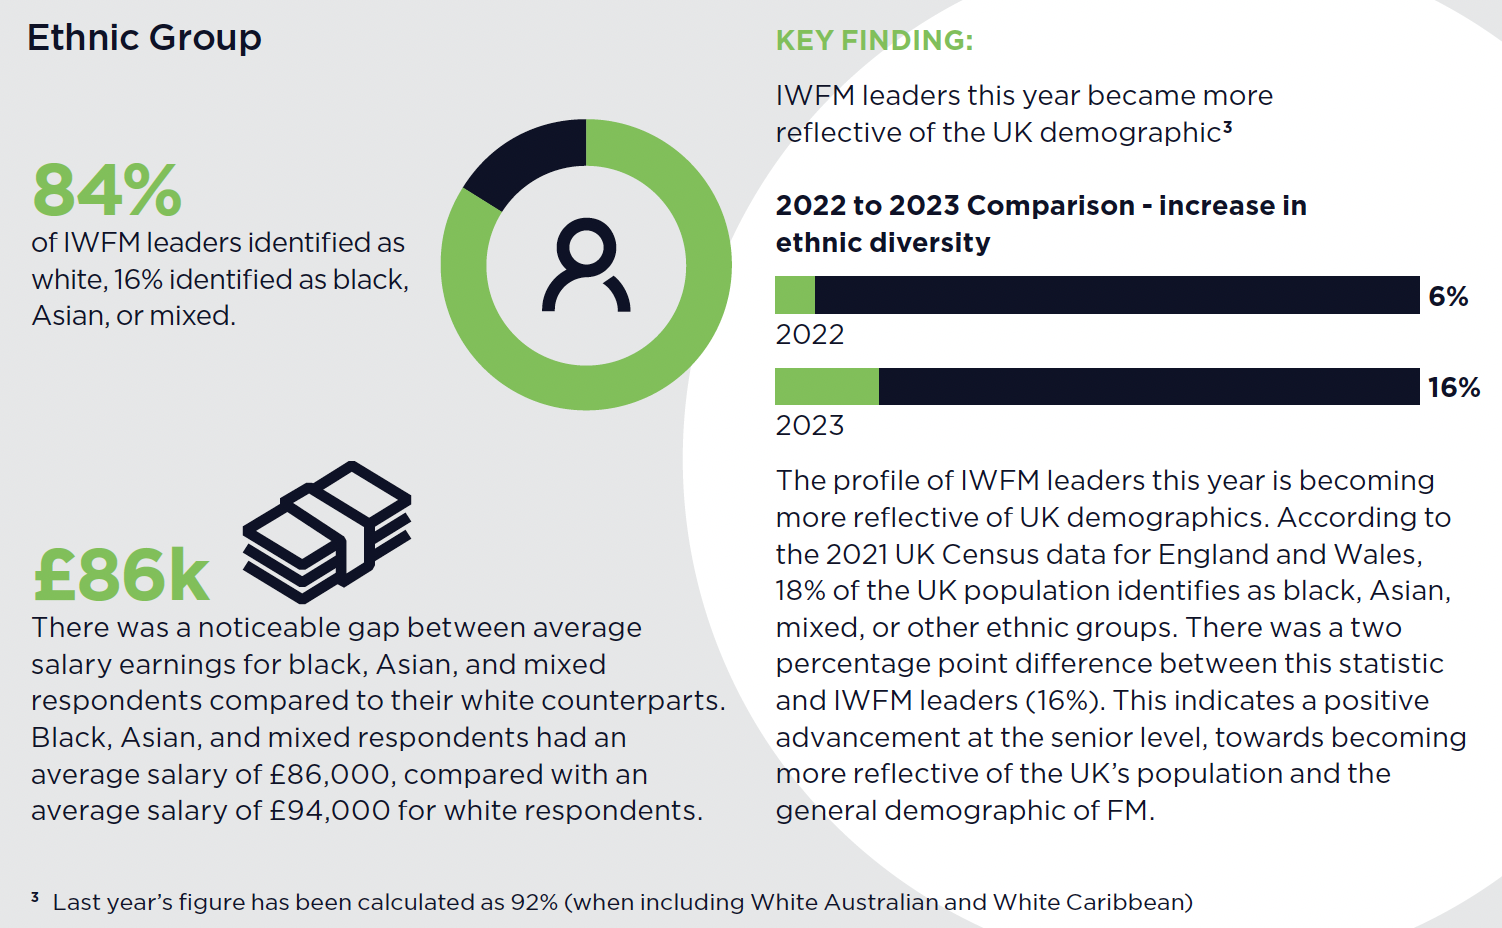 Ethnic Group
84%
of IWFM leaders identified as
white, 16% identified as black,
Asian, or mixed.
£86k
There was a noticeable gap between average
salary earnings for black, Asian, and mixed
respondents compared to their white counterparts.
Black, Asian, and mixed respondents had an
average salary of £86,000, compared with an
average salary of £94,000 for white respondents.
KEY FINDING:
IWFM leaders this year became more
reflective of the UK demographic³
2022 to 2023 Comparison - increase in
ethnic diversity
6%
2022
16%
2023
The profile of IWFM leaders this year is becoming
more reflective of UK demographics. According to
the 2021 UK Census data for England and Wales,
18% of the UK population identifies as black, Asian,
mixed, or other ethnic groups. There was a two
percentage point difference between this statistic
and IWFM leaders (16%). This indicates a positive
advancement at the senior level, towards becoming
more reflective of the UK’s population and the
general demographic of FM.
³ Last year’s figure has been calculated as 92% (when including White Australian and White Caribbean)